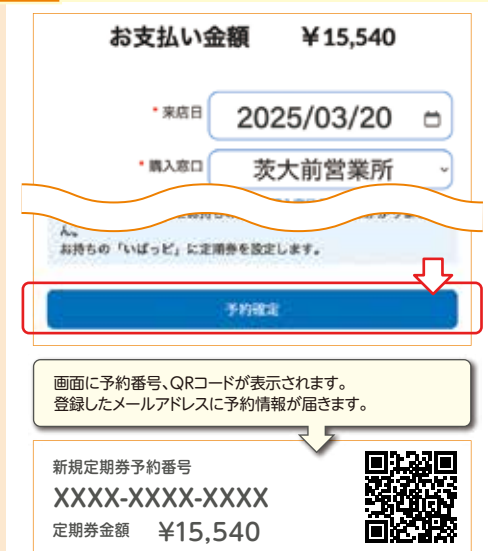 お支払い金額 ¥15,540
*来店日 2025/03/20
*購入窓口 茨大前営業所
ん。
お持ちの「いばっピ」に定期券を設定します。
予約確定
画面に予約番号、QRコードが表示されます。
登録したメールアドレスに予約情報が届きます。
新規定期券予約番号
XXXX-XXXX-XXXX
定期券金額 ¥15,540